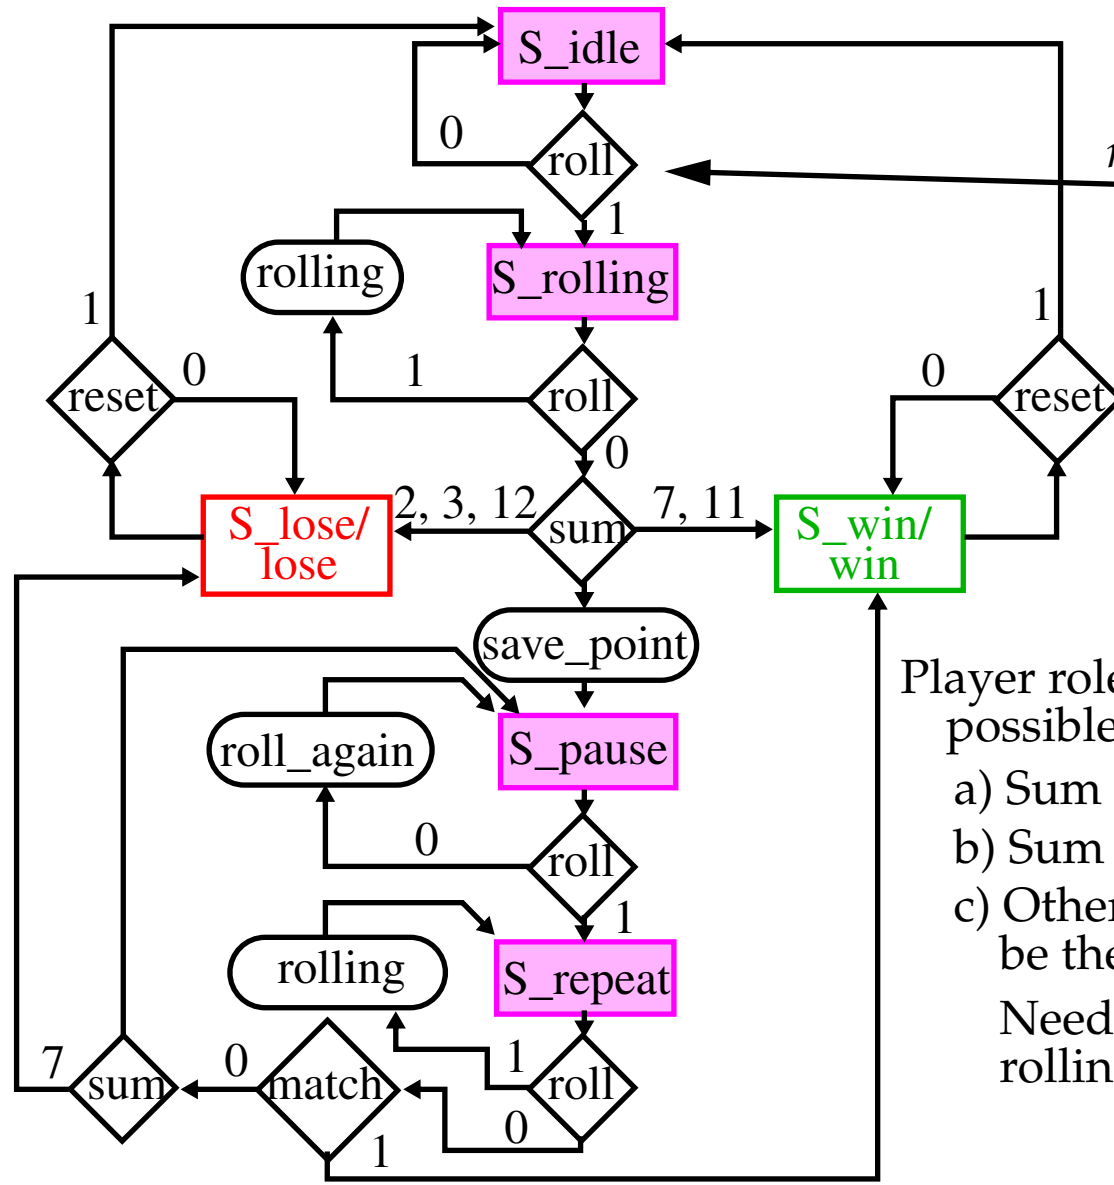 S_idle
0
roll
1
rolling
S_rolling
1
1
0
1
roll
0
reset
reset
0
2, 3, 12
sum
7, 11
S_lose/
lose
S_win/
win
save_point
Player role
possible
roll_again
S_pause
a) Sum
b) Sum
0
roll
c) Other
1
be the
rolling
S_repeat
Need
rollin
7
0
1
sum
match
roll
0
1